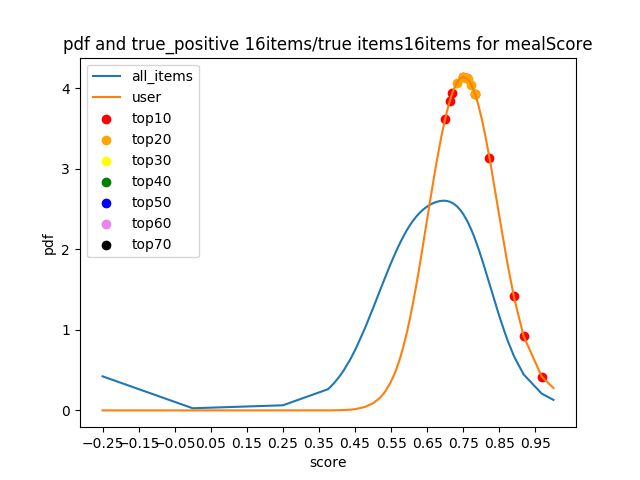 pdf and true_positive 16items/true items16items for mealScore
all_items
user
top10
top20
top30
top40
top50
top60
top70
pdf
4
3
2
1
0
−0.25 −0.15 −0.05 0.05 0.15 0.25 0.35 0.45 0.55 0.65 0.75 0.85 0.95
score